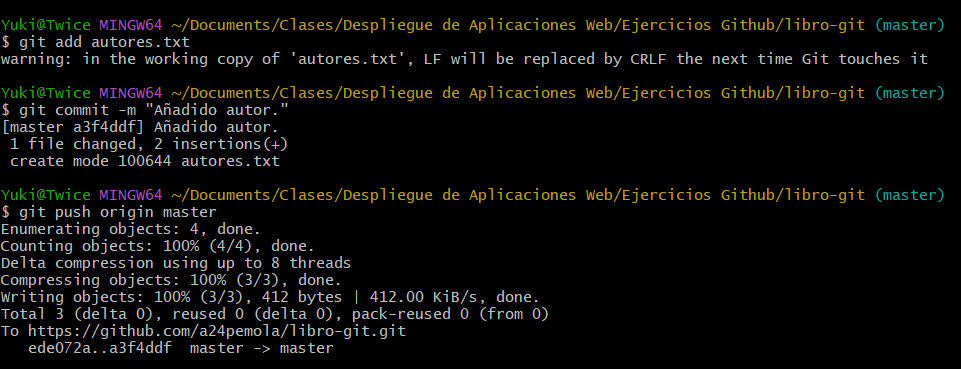 Yuki@Twice MINGW64 ~/Documents/Clases/Despliegue de Aplicaciones Web/Ejercicios Github/libro-git (master)
$ git add autores.txt
warning: in the working copy of 'autores.txt', LF will be replaced by CRLF the next time Git touches it
Yuki@Twice MINGW64 ~/Documents/Clases/Despliegue de Aplicaciones Web/Ejercicios Github/libro-git (master)
$ git commit -m "Añadido autor."
[master a3f4ddf] Añadido autor.
1 file changed, 2 insertions(+)
create mode 100644 autores.txt
Yuki@Twice MINGW64 ~/Documents/Clases/Despliegue de Aplicaciones Web/Ejercicios Github/libro-git (master)
$ git push origin master
Enumerating objects: 4, done.
Counting objects: 100% (4/4), done.
Delta compression using up to 8 threads
Compressing objects: 100% (3/3), done.
Writing objects: 100% (3/3), 412 bytes | 412.00 KiB/s, done.
Total 3 (delta 0), reused 0 (delta 0), pack-reused 0 (from 0)
To https://github.com/a24pemola/libro-git.git
ede072a..a3f4ddf  master -> master